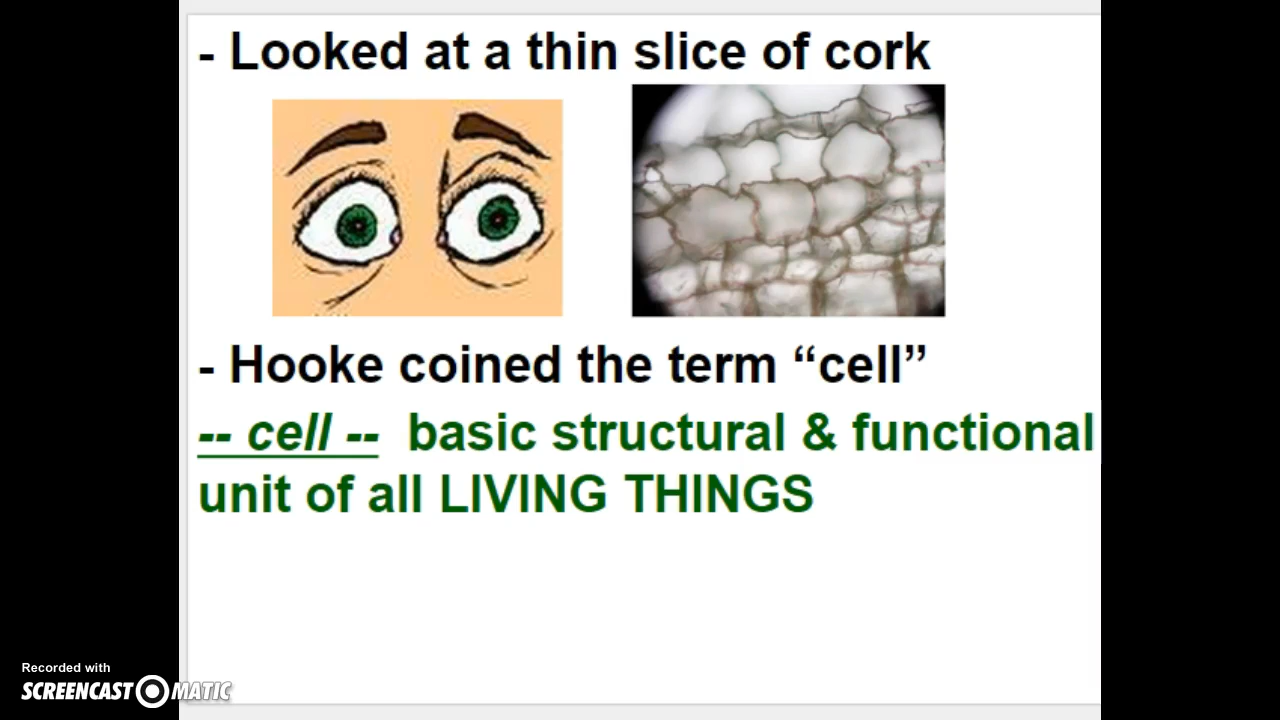 - Looked at a thin slice of cork
- Hooke coined the term “cell”
-- cell -- basic structural & functional
unit of all LIVING THINGS
Recorded with
SCREENCAST MATIC